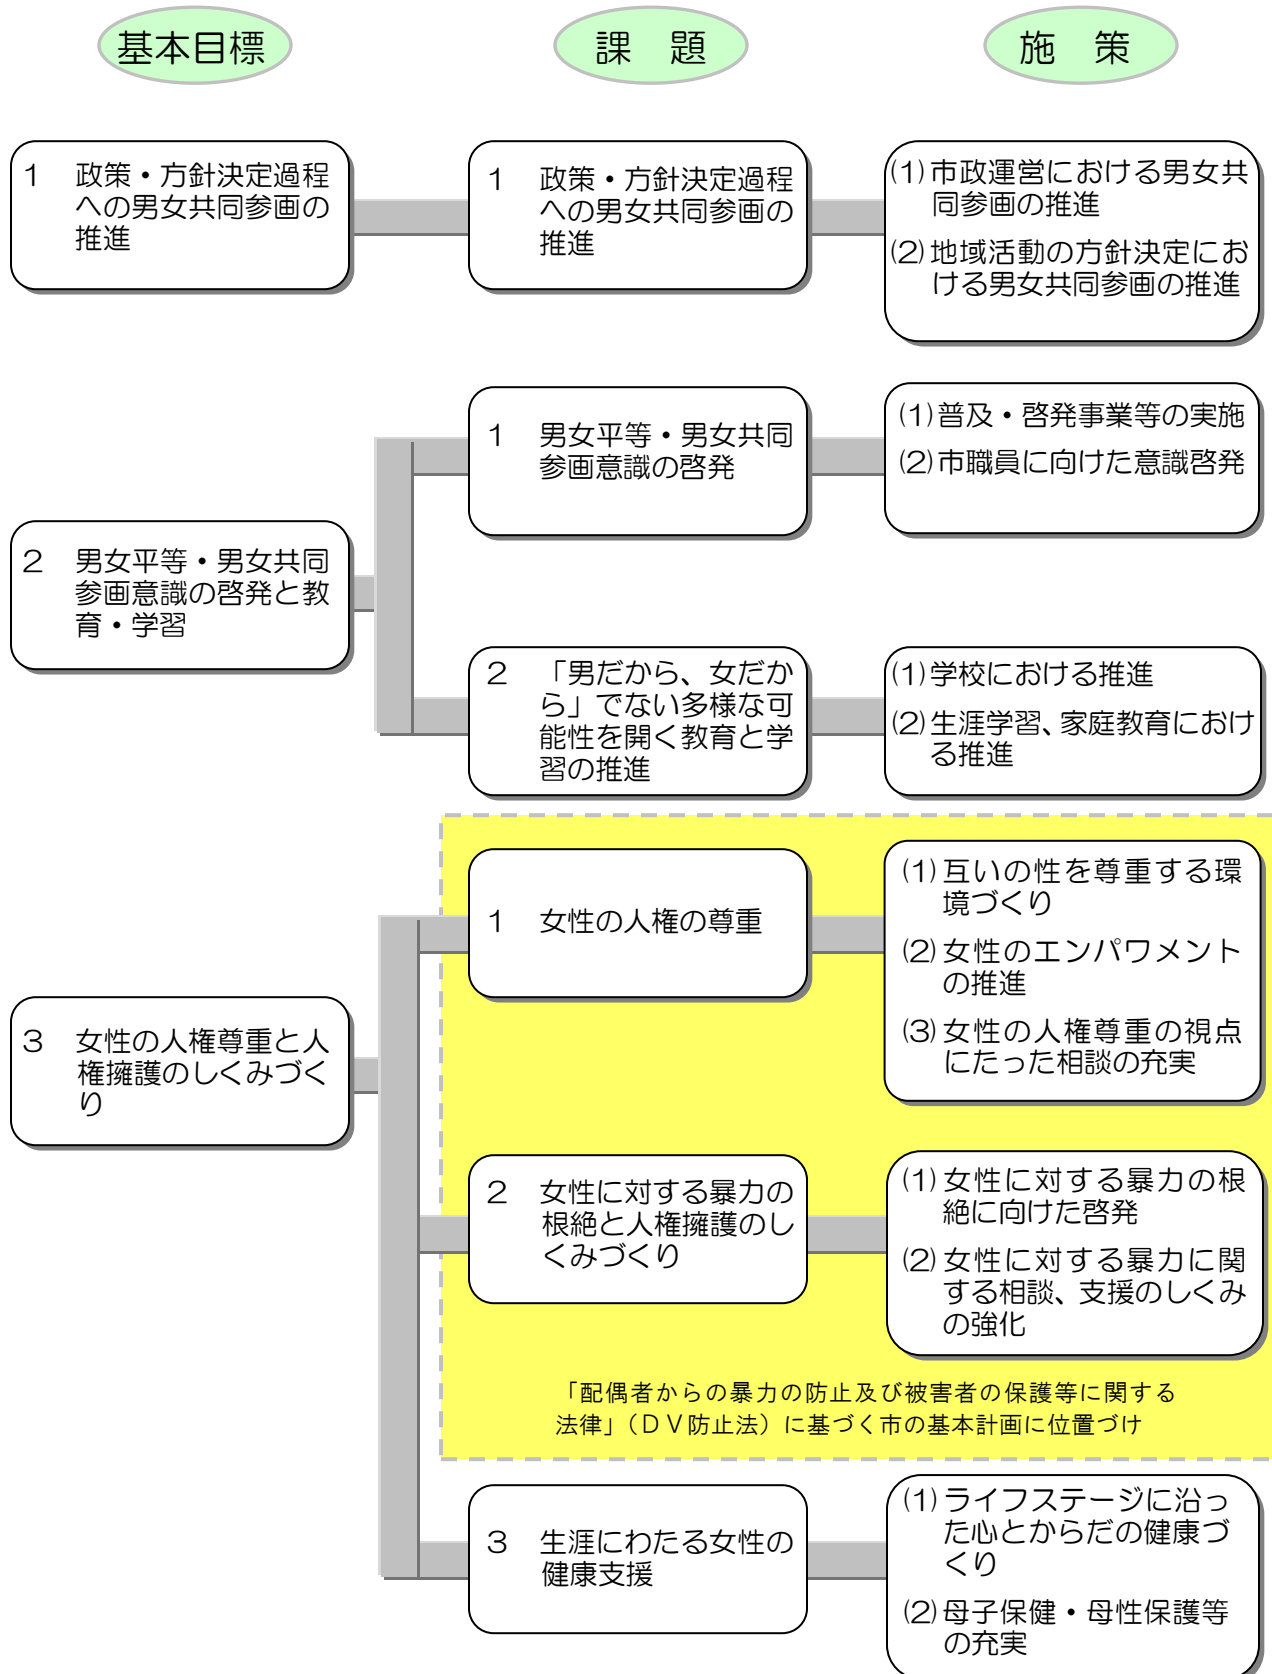 基本目標
課　題
施　策
1　政策・方針決定過程
への男女共同参画の
推進
1　政策・方針決定過程
への男女共同参画の
推進
(1)市政運営における男女共
同参画の推進
(2)地域活動の方針決定にお
ける男女共同参画の推進
2　男女平等・男女共同
参画意識の啓発と教
育・学習
1　男女平等・男女共同
参画意識の啓発
(1)普及・啓発事業等の実施
(2)市職員に向けた意識啓発
2　「男だから、女だか
ら」でない多様な可
能性を開く教育と学
習の推進
(1)学校における推進
(2)生涯学習、家庭教育におけ
る推進
3　女性の人権尊重と人
権擁護のしくみづく
り
1　女性の人権の尊重
(1)互いの性を尊重する環
境づくり
(2)女性のエンパワメント
の推進
(3)女性の人権尊重の視点
にたった相談の充実
2　女性に対する暴力の
根絶と人権擁護のし
くみづくり
(1)女性に対する暴力の根
絶に向けた啓発
(2)女性に対する暴力に関
する相談、支援のしくみ
の強化
「配偶者からの暴力の防止及び被害者の保護等に関する
法律」（ＤＶ防止法）に基づく市の基本計画に位置づけ
3　生涯にわたる女性の
健康支援
(1)ライフステージに沿っ
た心とからだの健康づ
くり
(2)母子保健・母性保護等
の充実